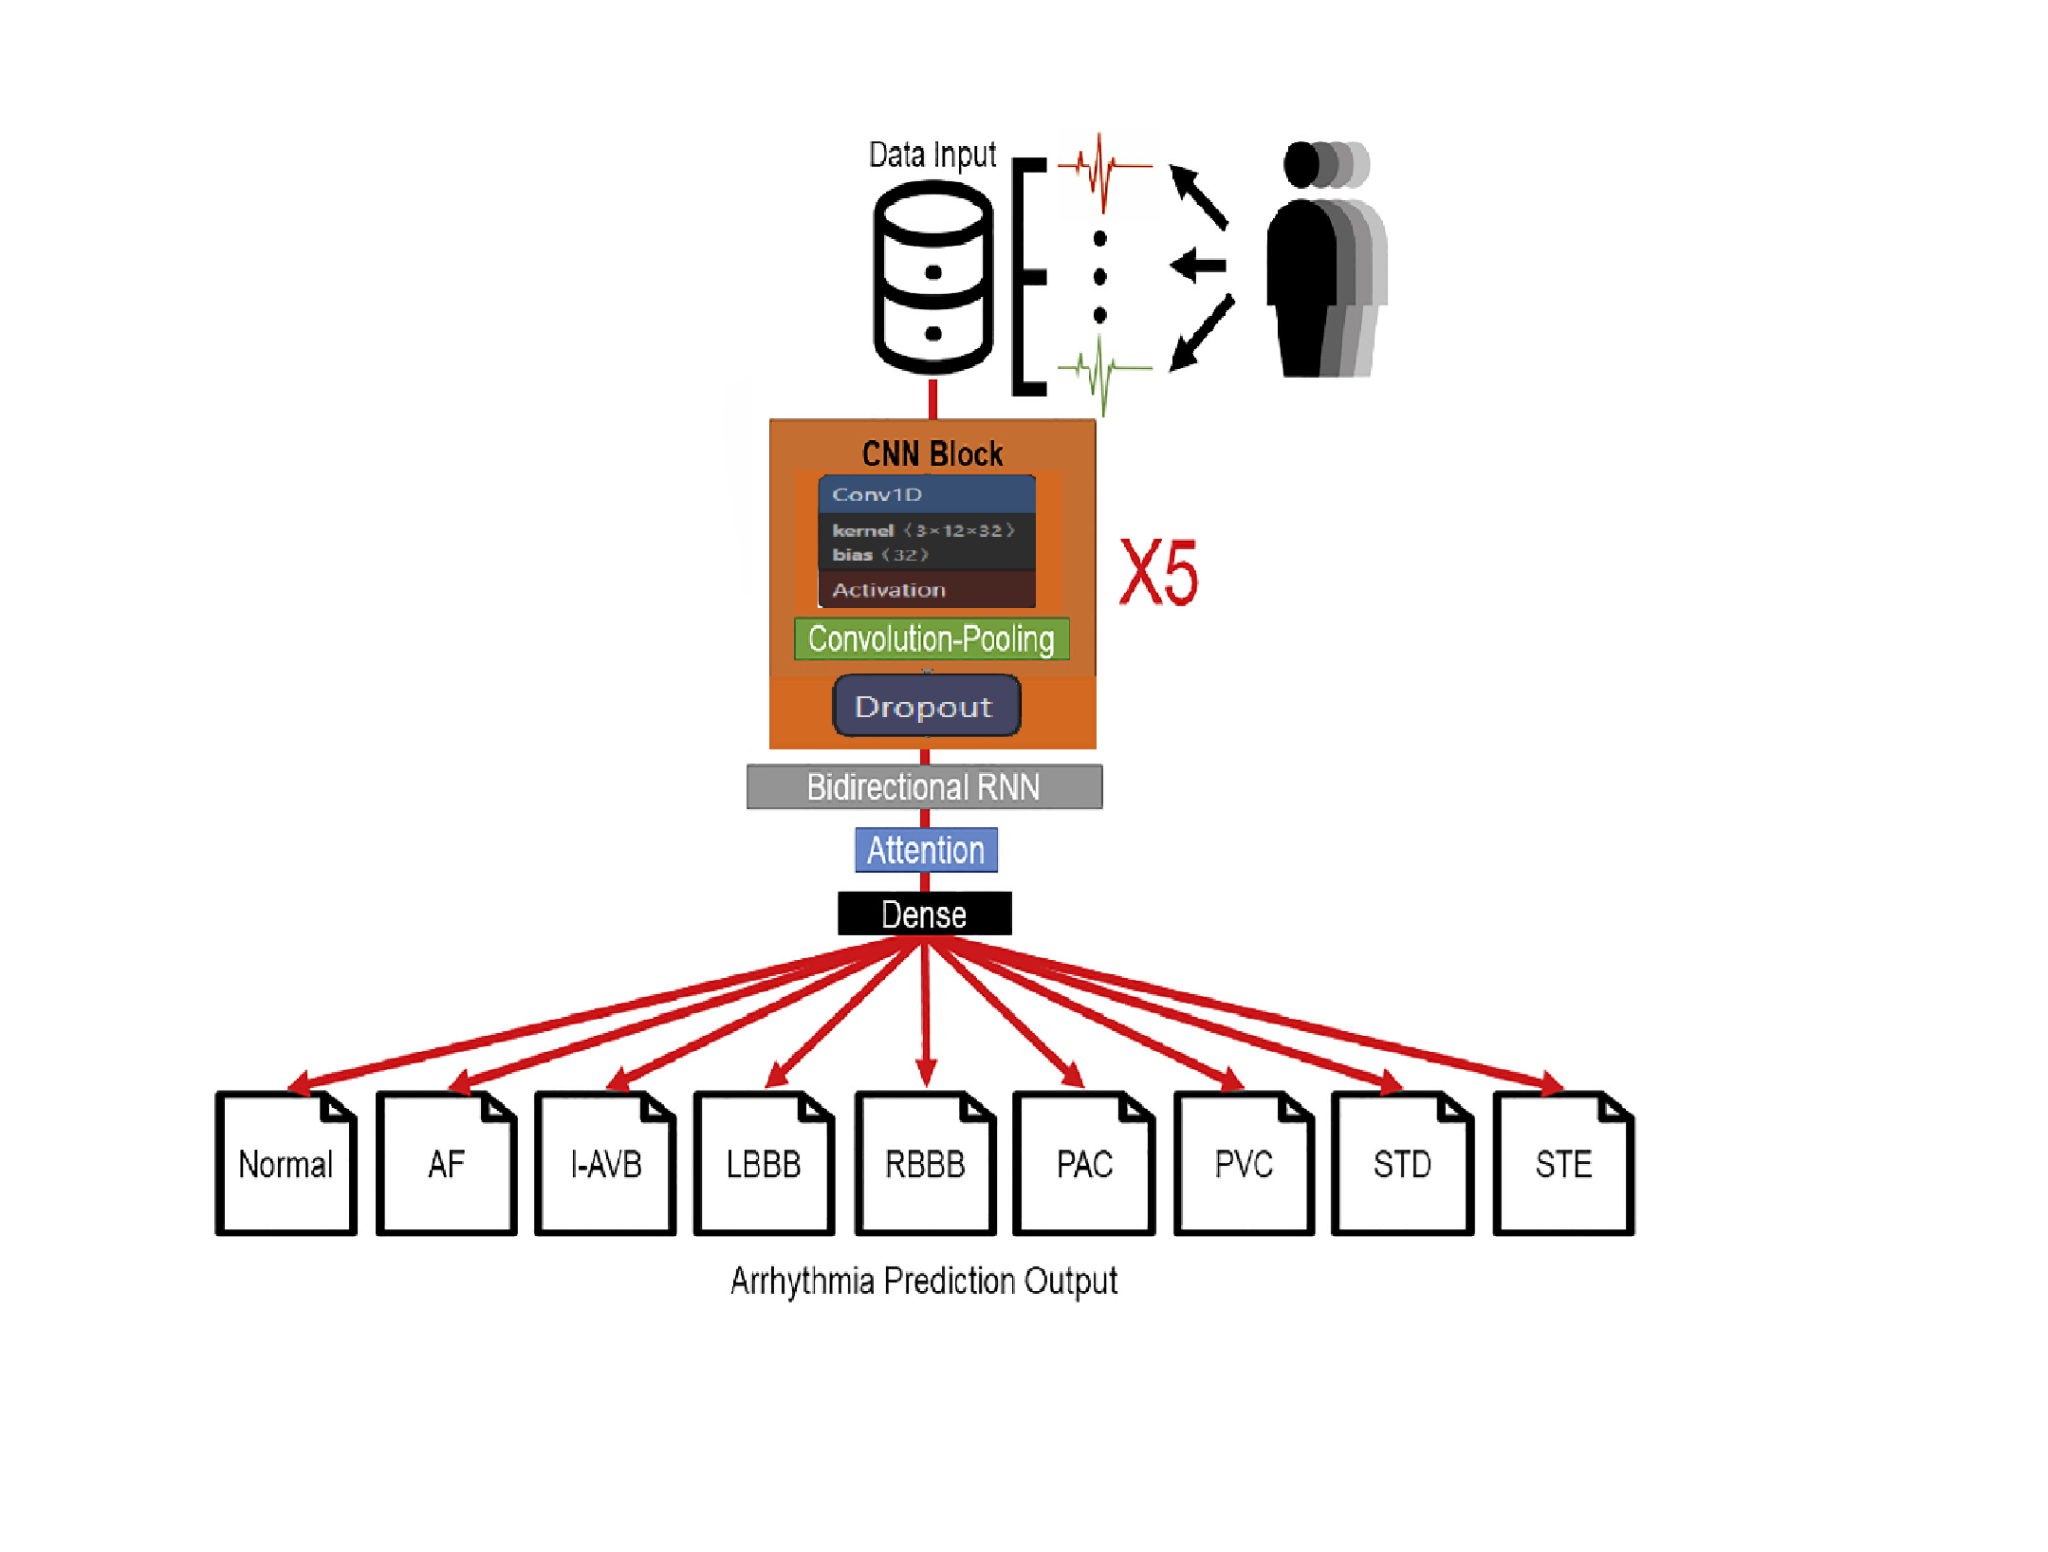 Data Input
CNN Block
Conv1D
kernel ⟨3×12×32⟩
bias ⟨32⟩
Activation
X5
Convolution-Pooling
Dropout
Bidirectional RNN
Attention
Dense
Normal AF I-AVB LBBB RBBB PAC PVC STD STE
Arrhythmia Prediction Output